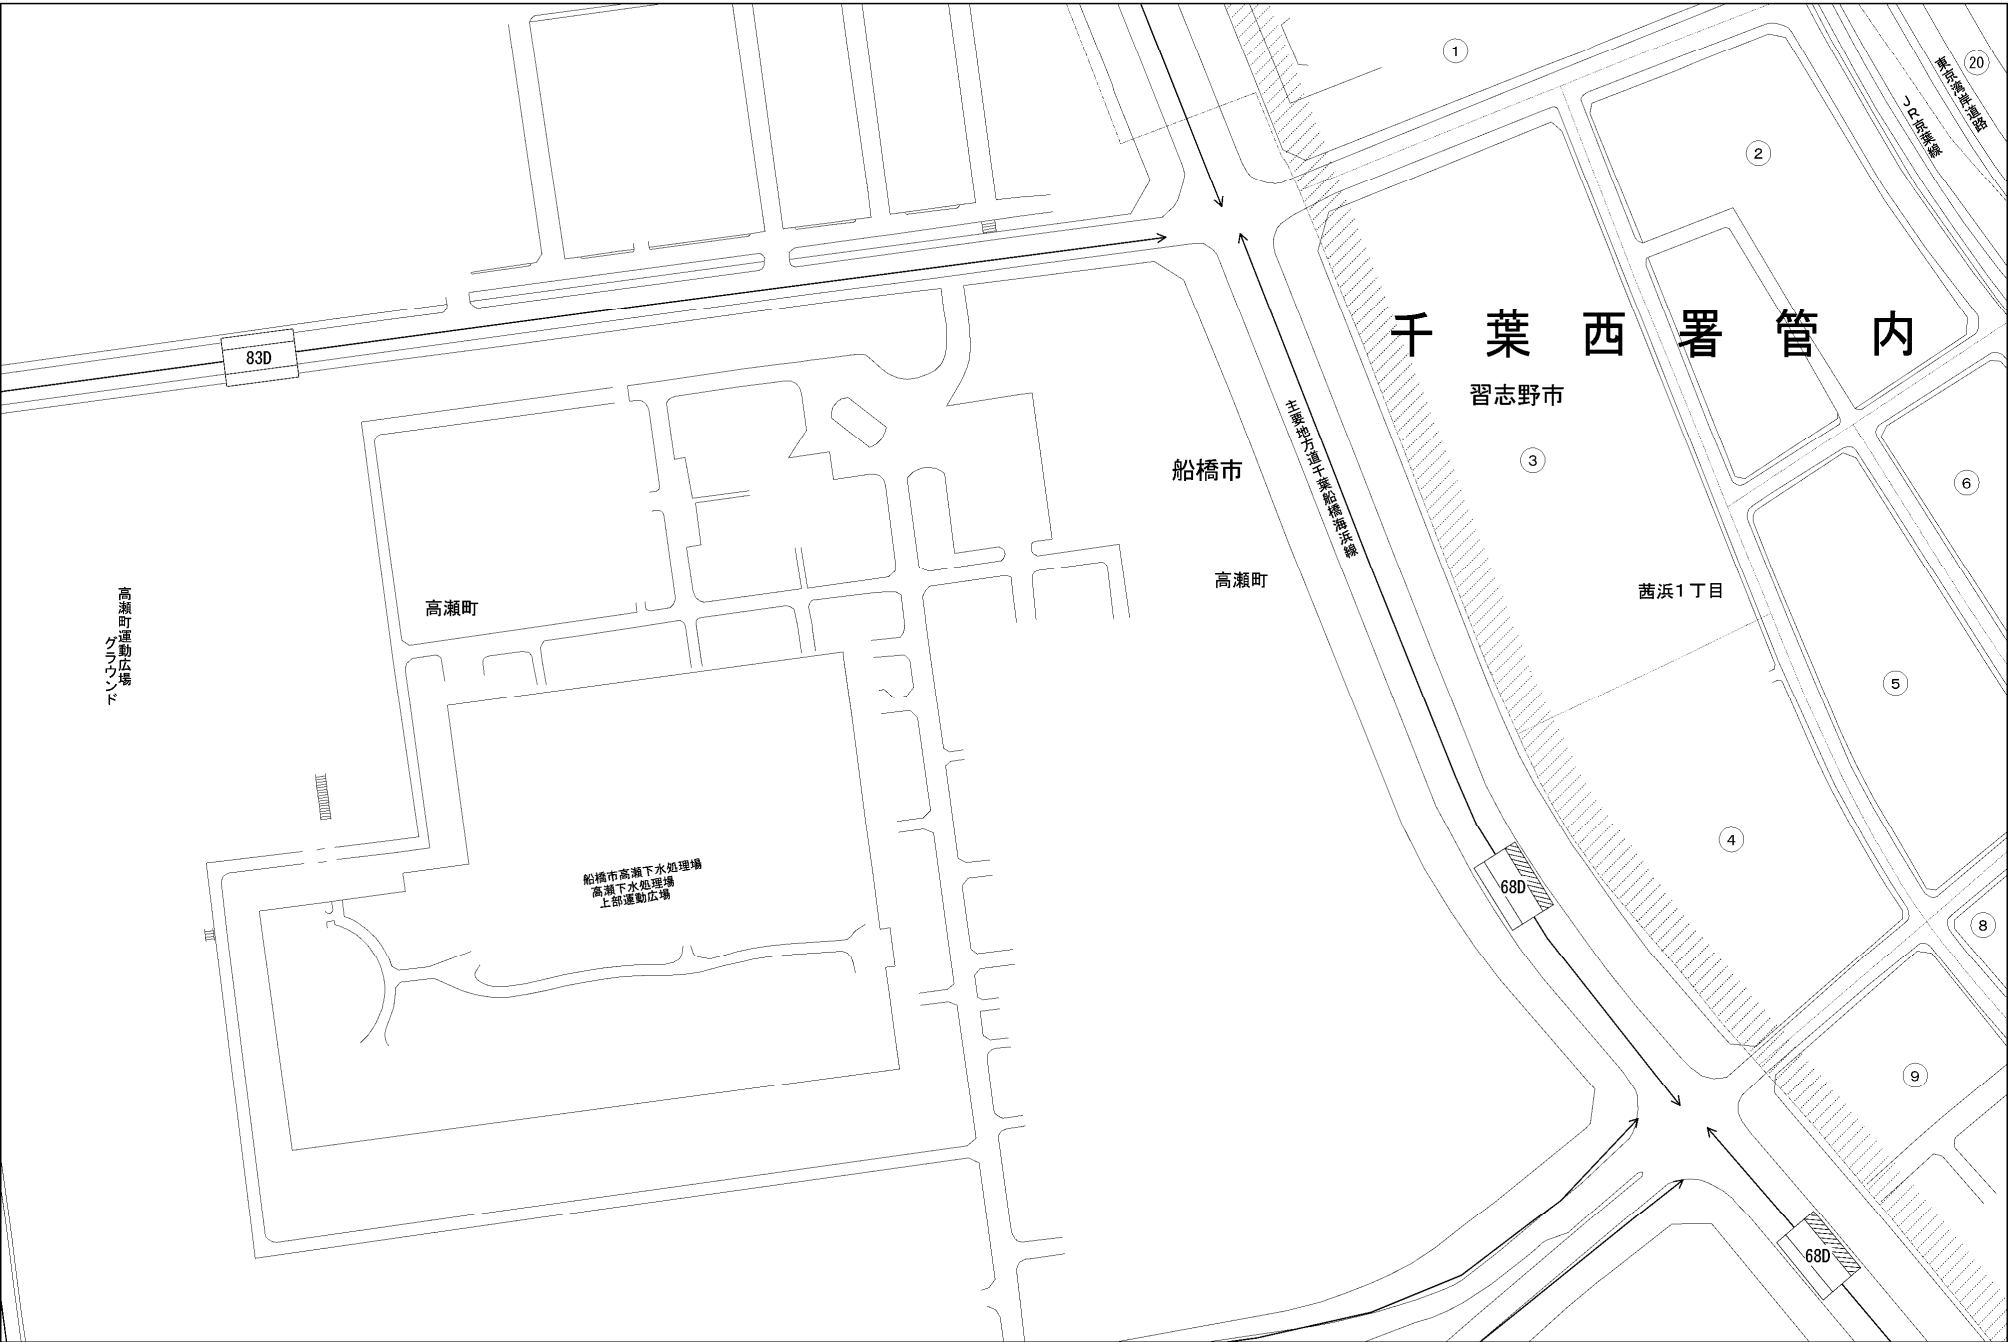 ①
⑳
東京湾岸道路
JR京葉線
②
83D
千葉西署管内
習志野市
主要地方道千葉船橋海浜線
船橋市
③
⑥
高瀬町
高瀬町
茜浜1丁目
高瀬町運動広場
グラウンド
⑤
④
船橋市高瀬下水処理場
高瀬下水処理場
上部運動広場
68D
⑧
⑨
68D